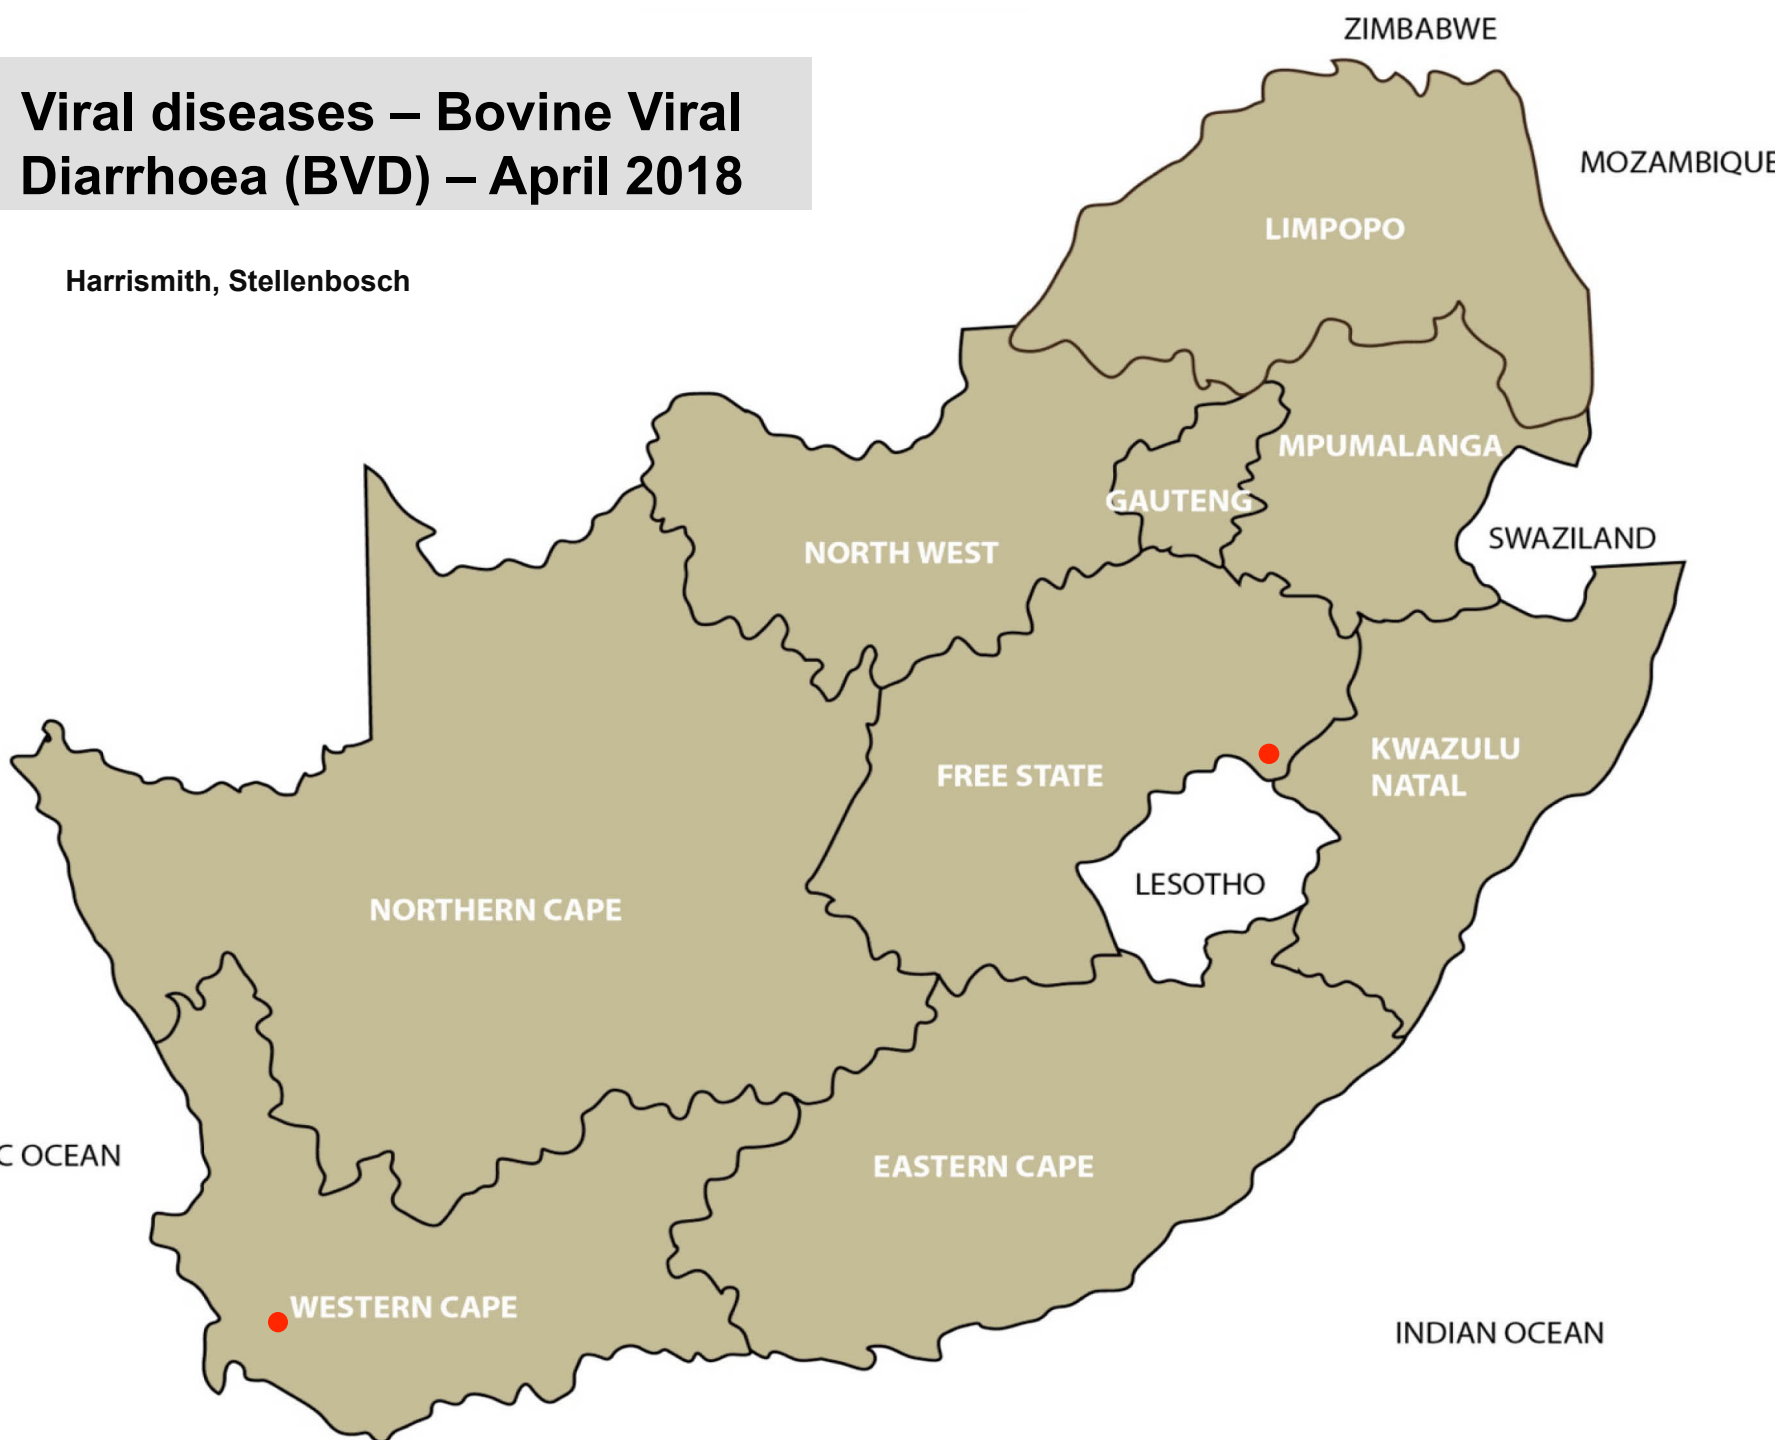 ZIMBABWE
Viral diseases – Bovine Viral
Diarrhoea (BVD) – April 2018
MOZAMBIQUE
LIMPOPO
Harrismith, Stellenbosch
MPUMALANGA
GAUTENG
SWAZILAND
NORTH WEST
KWAZULU
NATAL
FREE STATE
LESOTHO
NORTHERN CAPE
C OCEAN
EASTERN CAPE
WESTERN CAPE
INDIAN OCEAN